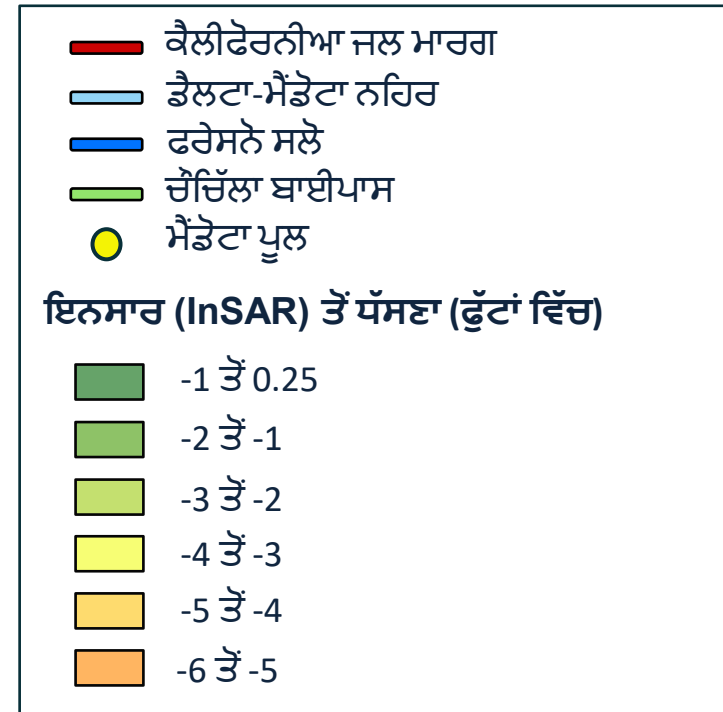 ਕੈਲੀਫੋਰਨੀਆ ਜਲ ਮਾਰਗ
ਡੈਲਟਾ-ਮੈਂਡੋਟਾ ਨਹਿਰ
ਫਰੇਸਨੋ ਸਲੋ
ਚੌਚਿੱਲਾ ਬਾਈਪਾਸ
ਮੈਂਡੋਟਾ ਪੂਲ
ਇਨਸਾਰ (InSAR) ਤੋਂ ਧੱਸਣਾ (ਫੁੱਟਾਂ ਵਿੱਚ)
-1 ਤੋਂ 0.25
-2 ਤੋਂ -1
-3 ਤੋਂ -2
-4 ਤੋਂ -3
-5 ਤੋਂ -4
-6 ਤੋਂ -5